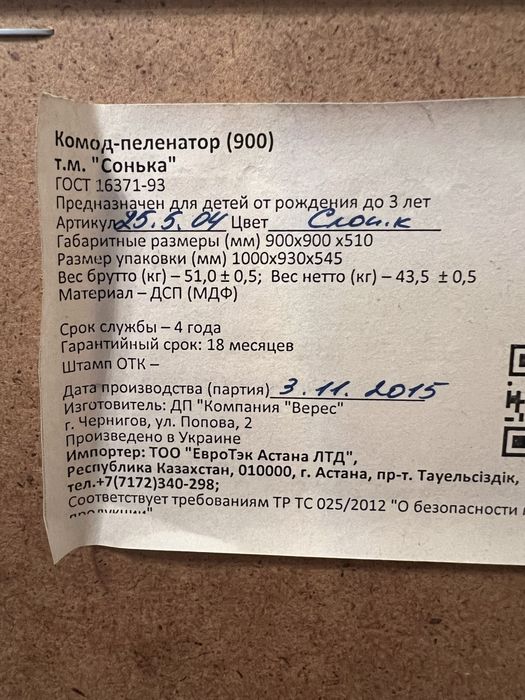 Комод-пеленатор (900)
т.м. "Сонька"
ГОСТ 16371-93
Предназначен для детей от рождения до 3 лет
Артикул 25.5.04 Цвет Слоник
Габаритные размеры (мм) 900х900 х510
Размер упаковки (мм) 1000х930х545
Вес брутто (кг) – 51,0 ± 0,5; Вес нетто (кг) – 43,5 ± 0,5
Материал – ДСП (МДФ)
Срок службы – 4 года
Гарантийный срок: 18 месяцев
Штамп ОТК –
Дата производства (партия) 3.11.2015
Изготовитель: ДП "Компания "Верес"
г. Чернигов, ул. Попова, 2
Произведено в Украине
Импортер: ТОО "ЕвроТэк Астана ЛТД",
Республика Казахстан, 010000, г. Астана, пр-т. Тауельсіздік,
тел.+7(7172)340-298;
Соответствует требованиям ТР ТС 025/2012 "О безопасности
продукции"